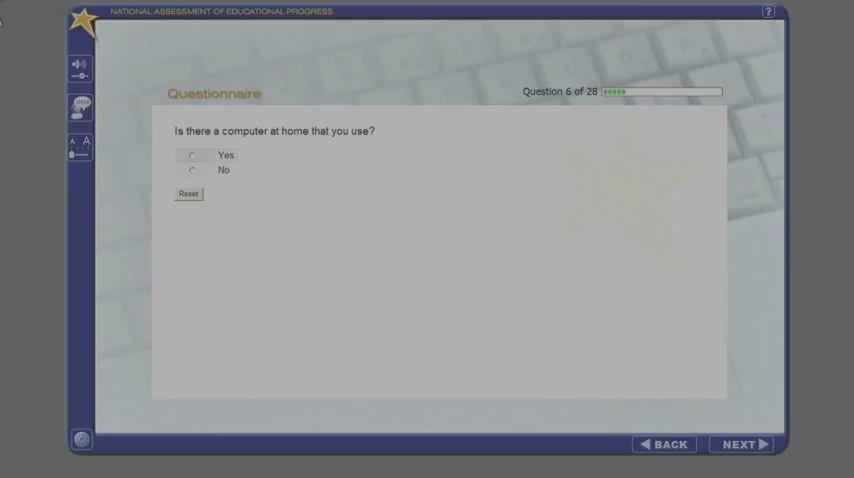 NATIONAL ASSESSMENT OF EDUCATIONAL PROGRESS
?
Questionnaire
Question 6 of 28
SPEAK
A A
Is there a computer at home that you use?
Yes
No
Reset
BACK
NEXT